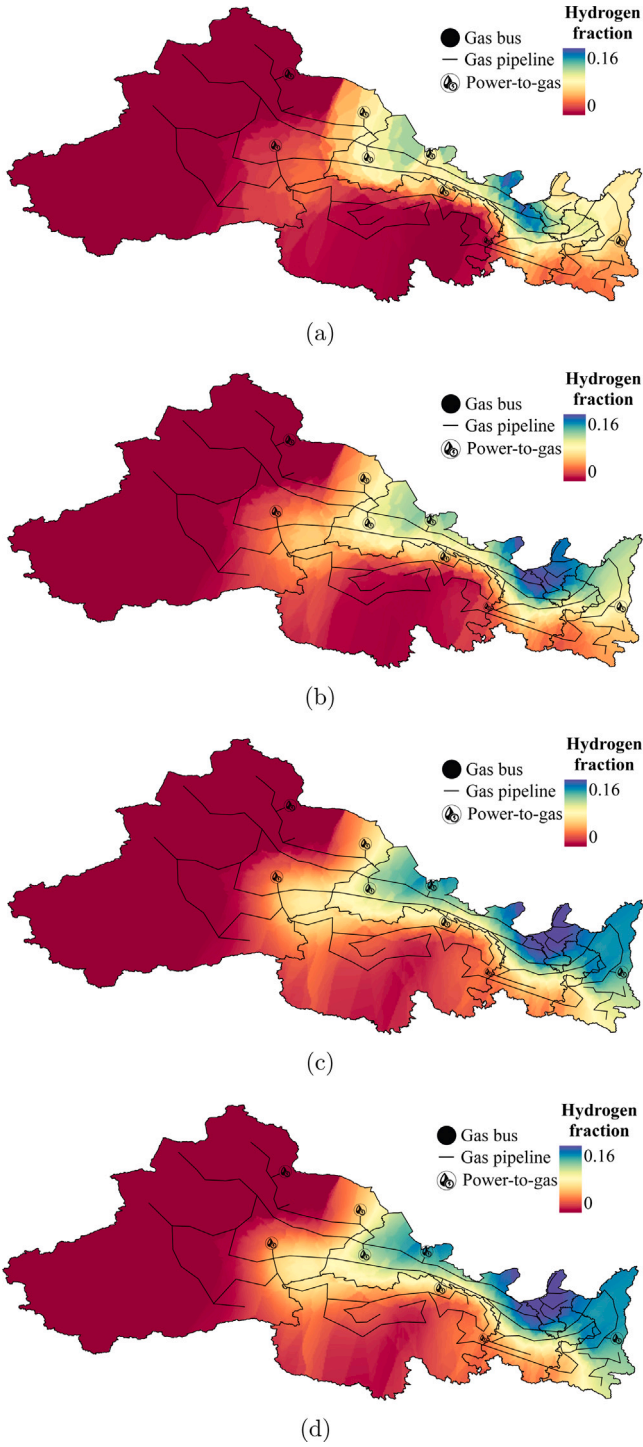 Hydrogen
fraction
Gas bus
0.16
Gas pipeline
Power-to-gas
0
(a)
Hydrogen
fraction
Gas bus
0.16
Gas pipeline
Power-to-gas
0
(b)
Hydrogen
fraction
Gas bus
0.16
Gas pipeline
Power-to-gas
0
(c)
Hydrogen
fraction
Gas bus
0.16
Gas pipeline
Power-to-gas
0
(d)